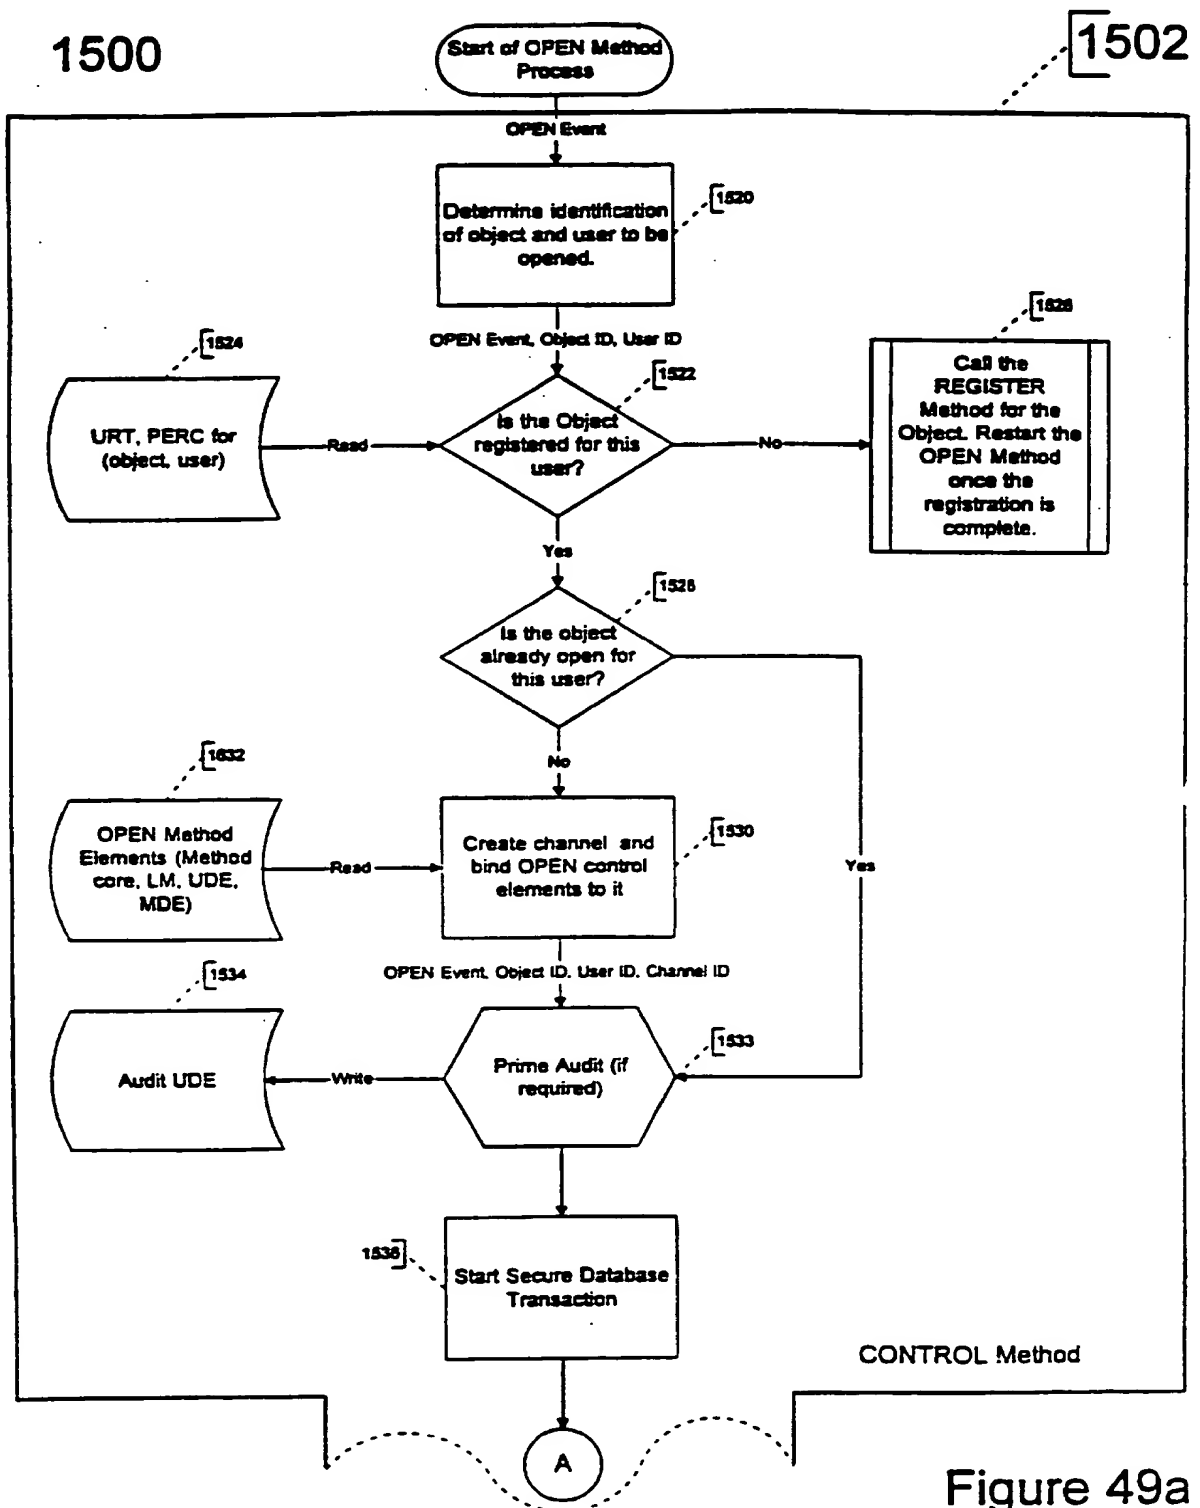 1500
1502
Start of OPEN Method
Process
OPEN Event
1520
Determine identification
of object and user to be
opened.
OPEN Event, Object ID, User ID
1524
1522
1526
URT, PERC for
(object, user)
Read
Is the Object
registered for this
user?
No
Call the
REGISTER
Method for the
Object. Restart the
OPEN Method
once the
registration is
complete.
Yes
1528
Is the object
already open for
this user?
No
1532
OPEN Method
Elements (Method
core, LM, UDE,
MDE)
Read
Create channel and
bind OPEN control
elements to it
1530
Yes
OPEN Event, Object ID, User ID, Channel ID
1534
1533
Audit UDE
Write
Prime Audit (if
required)
1536
Start Secure Database
Transaction
CONTROL Method
A
Figure 49a